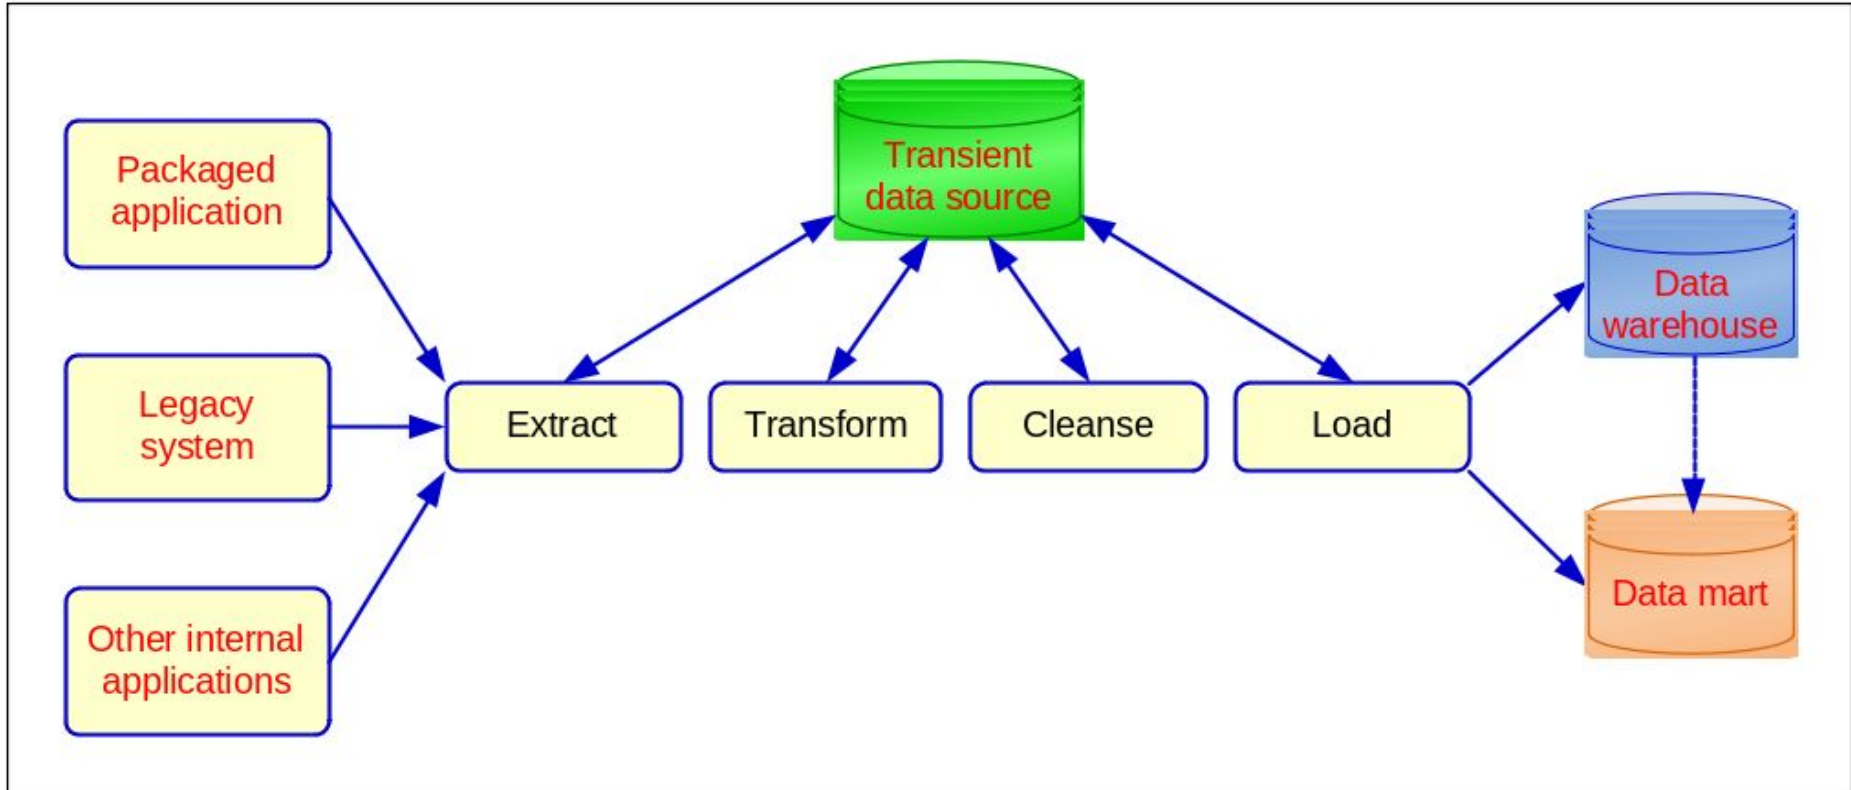 Packaged
application
Legacy
system
Other internal
applications
Transient
data source
Extract
Transform
Cleanse
Load
Data
warehouse
Data mart